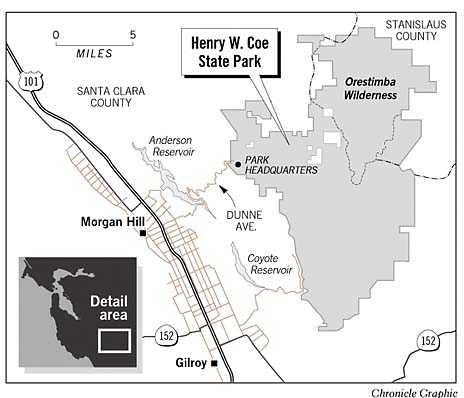 STANISLAUS
COUNTY
0 5
MILES
Henry W. Coe
State Park
101
SANTA CLARA
COUNTY
Orestimba
Wilderness
Anderson
Reservoir
PARK
HEADQUARTERS
DUNNE
AVE.
Morgan Hill
Coyote
Reservoir
Detail
area
152
152
Gilroy
Chronicle Graphic